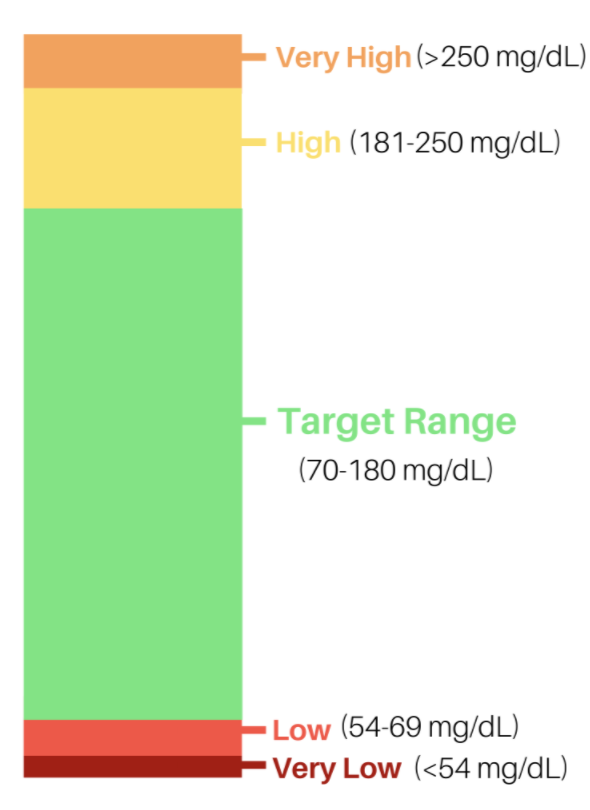 Very High (>250 mg/dL)
High (181-250 mg/dL)
Target Range
(70-180 mg/dL)
Low (54-69 mg/dL)
Very Low (<54 mg/dL)